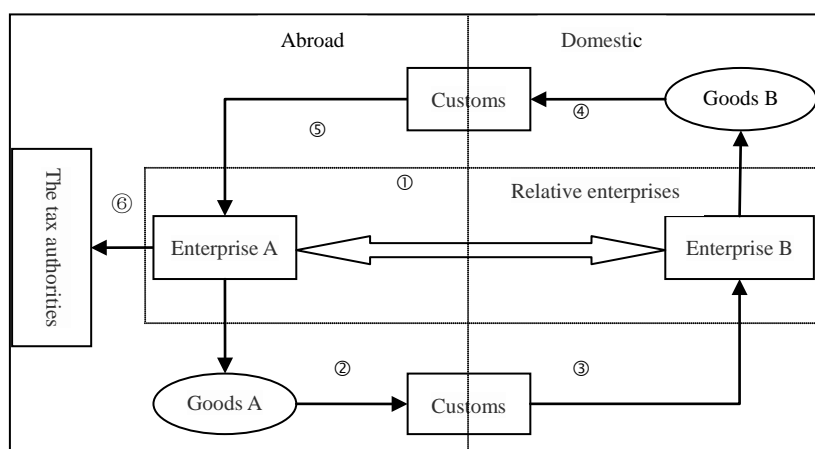 Abroad
Domestic
Customs
Goods B
④
⑤
①
Relative enterprises
The tax authorities
⑥
Enterprise A
Enterprise B
②
③
Goods A
Customs